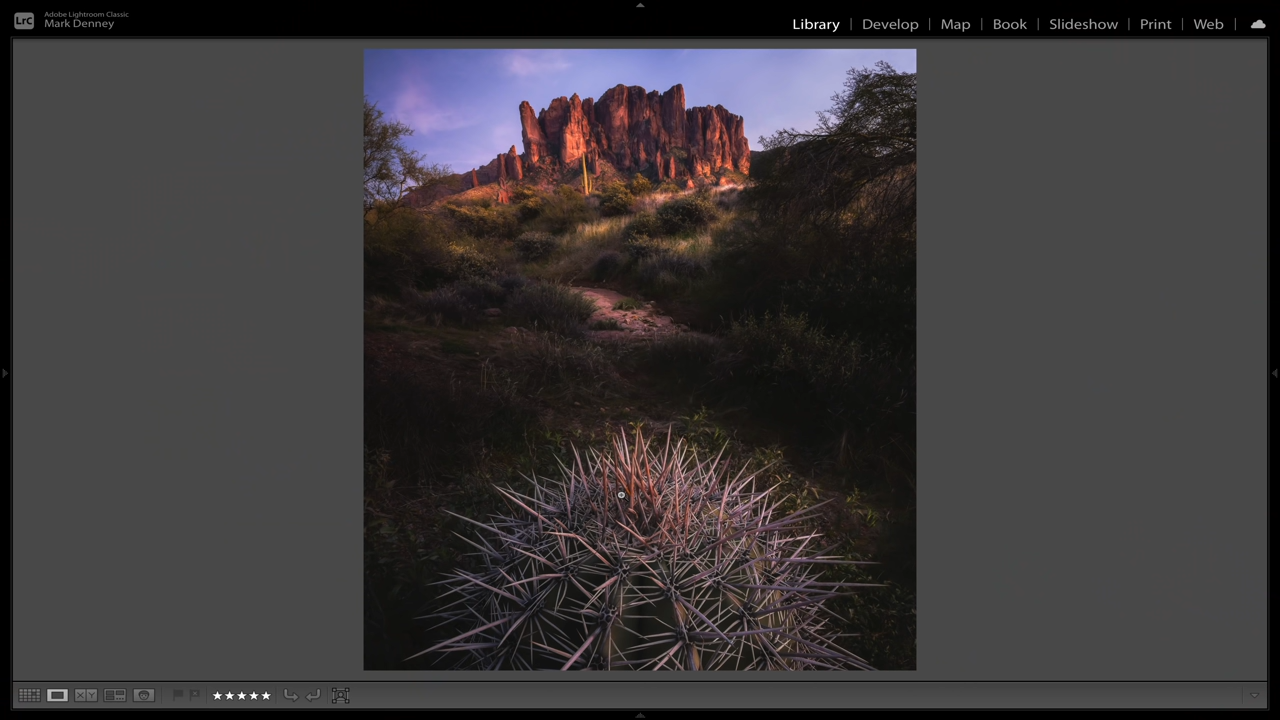 LrC
Adobe Lightroom Classic
Mark Denney
Library | Develop | Map | Book | Slideshow | Print | Web
X Y